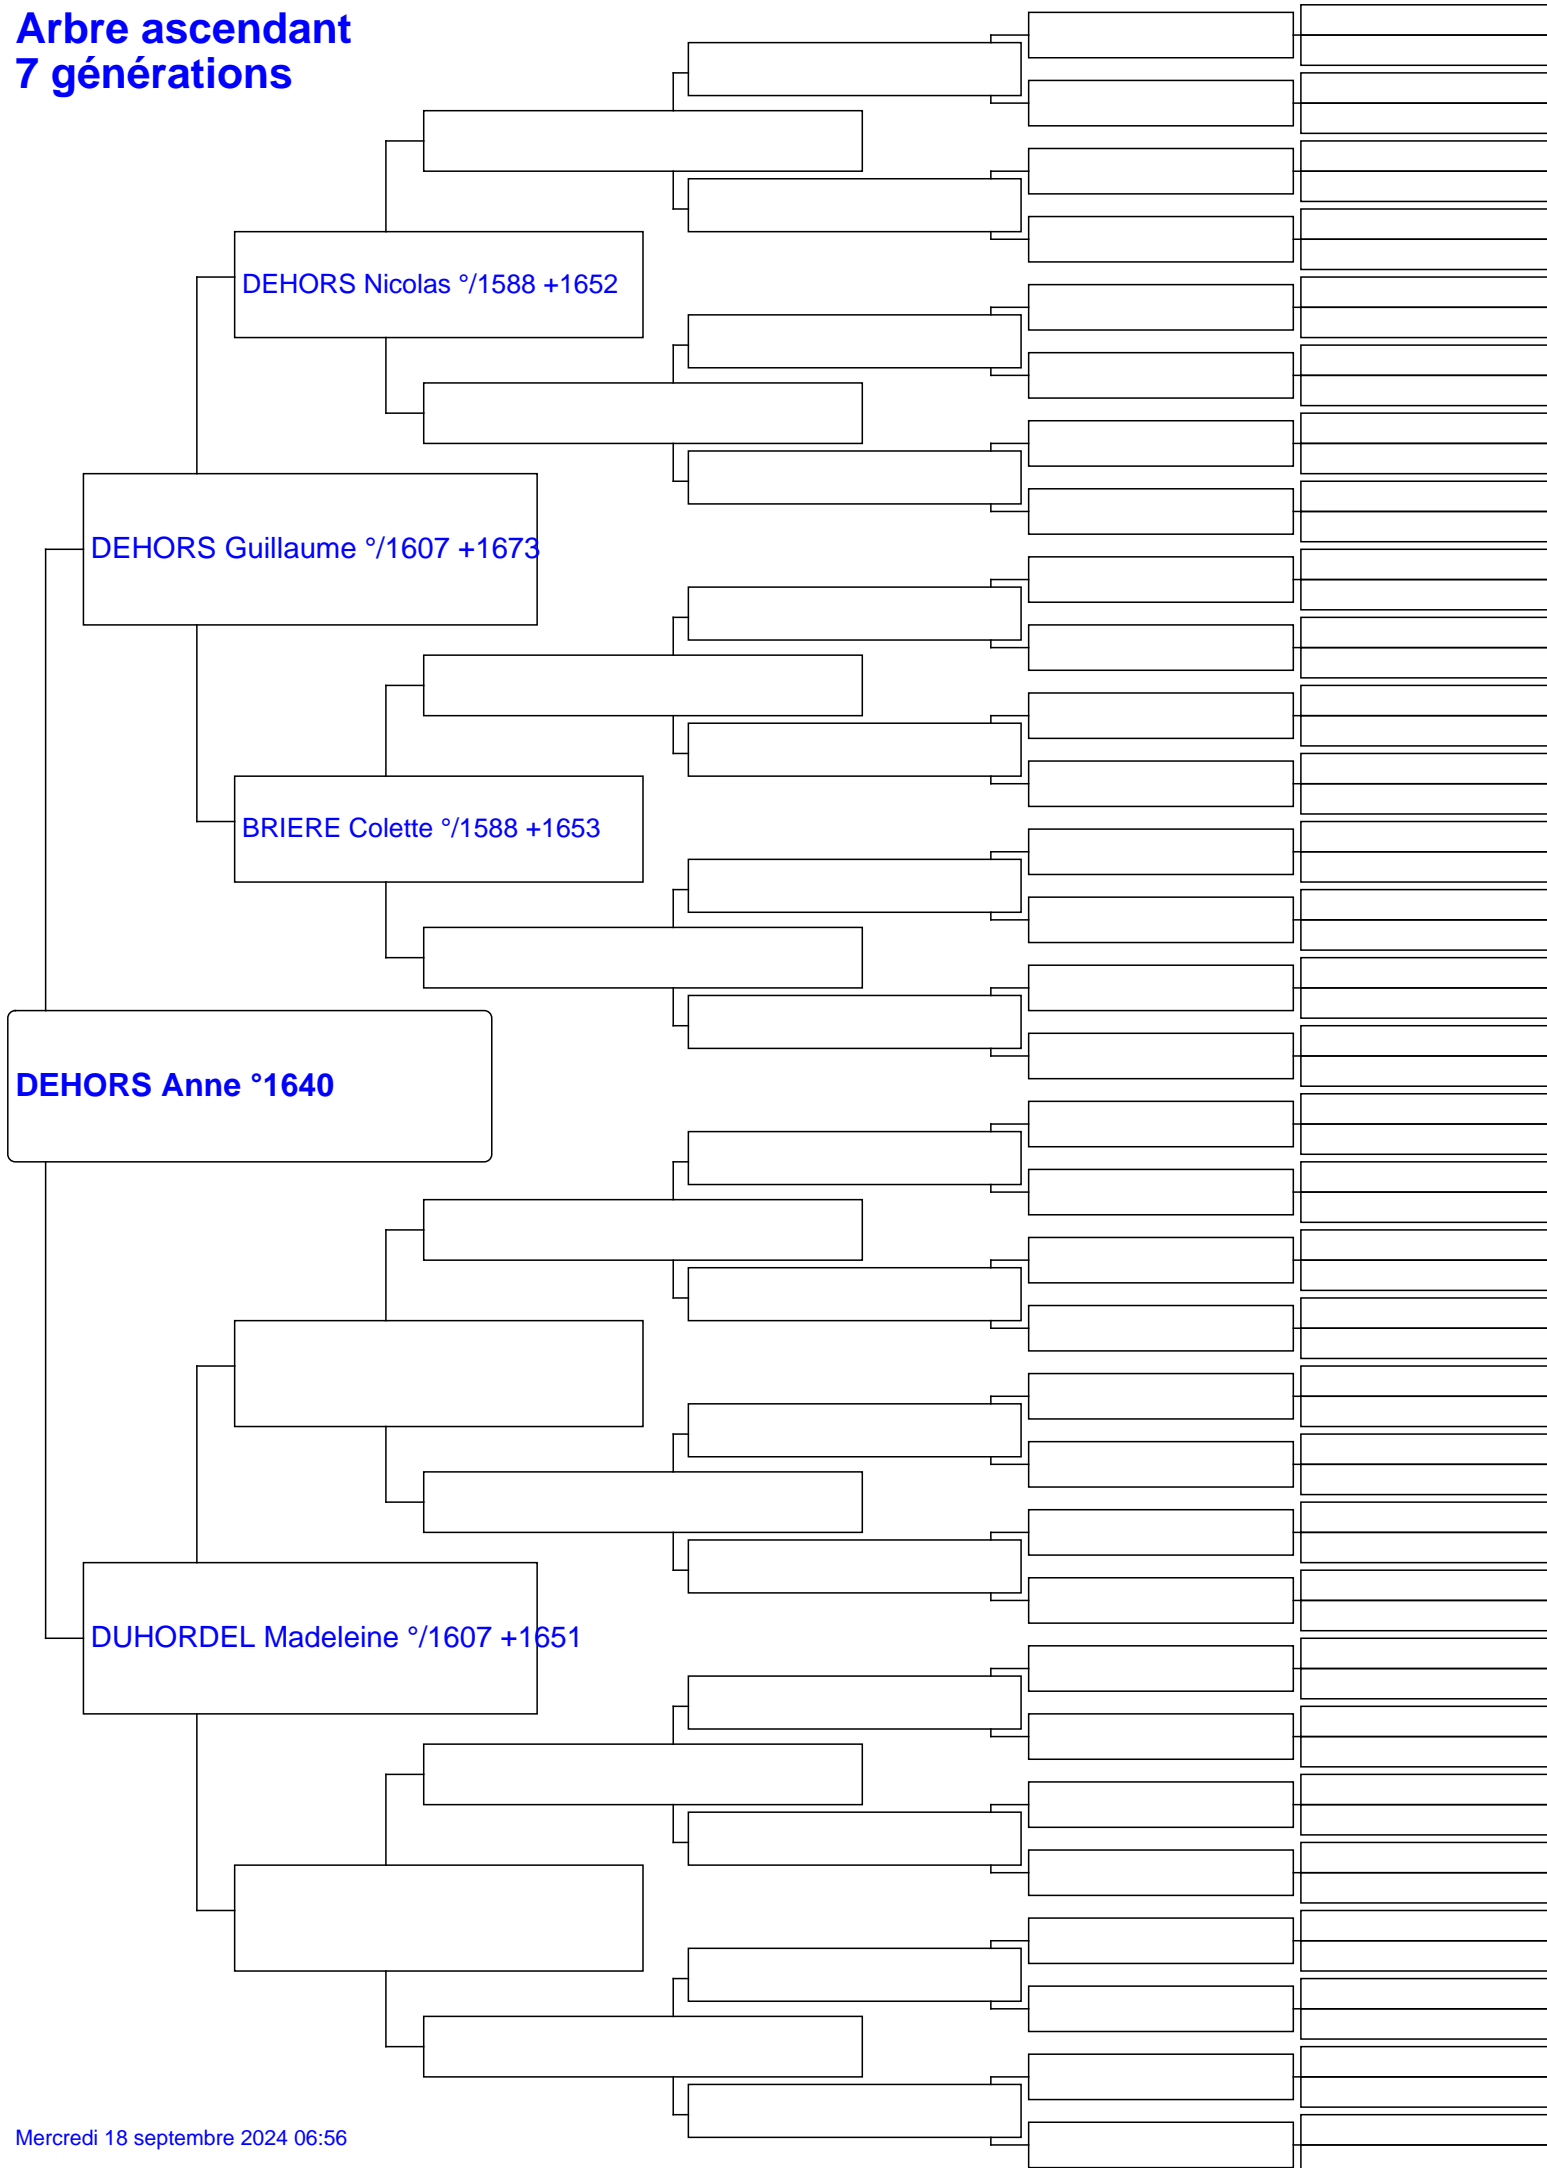 Arbre ascendant
7 générations
DEHORS Nicolas °/1588 +1652
DEHORS Guillaume °/1607 +1673
BRIERE Colette °/1588 +1653
DEHORS Anne °1640
DUHORDEL Madeleine °/1607 +1651
Mercredi 18 septembre 2024 06:56